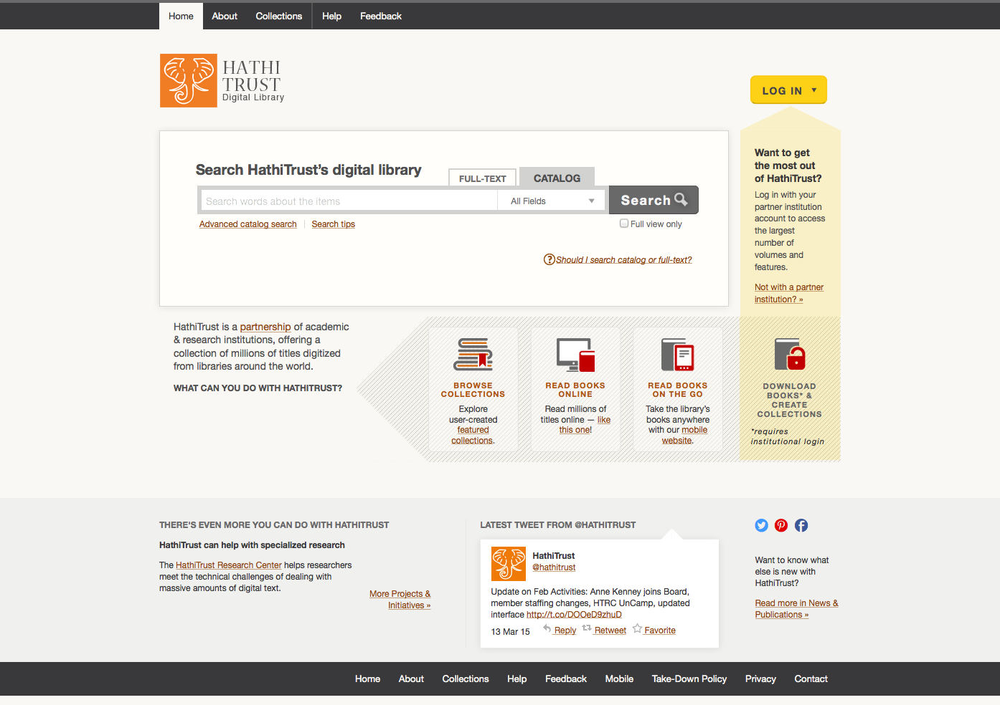 Home About Collections Help Feedback
HATHI
TRUST
Digital Library
LOG IN
Search HathiTrust's digital library
FULL-TEXT CATALOG
Search words about the items All Fields Search
Advanced catalog search Search tips Full view only
Should I search catalog or full-text?
Want to get
the most out
of HathiTrust?
Log in with your
partner institution
account to access
the largest
number of
volumes and
features.
Not with a partner
institution? »
HathiTrust is a partnership of academic
& research institutions, offering a
collection of millions of titles digitized
from libraries around the world.
WHAT CAN YOU DO WITH HATHITRUST?
BROWSE
COLLECTIONS
Explore
user-created
featured
collections.
READ BOOKS
ONLINE
Read millions of
titles online — like
this one!
READ BOOKS
ON THE GO
Take the library's
books anywhere
with our mobile
website.
DOWNLOAD
BOOKS* &
CREATE
COLLECTIONS
*requires
institutional login
THERE'S EVEN MORE YOU CAN DO WITH HATHITRUST
HathiTrust can help with specialized research
The HathiTrust Research Center helps researchers
meet the technical challenges of dealing with
massive amounts of digital text.
More Projects &
Initiatives »
LATEST TWEET FROM @HATHITRUST
HathiTrust
@hathitrust
Update on Feb Activities: Anne Kenney joins Board,
member staffing changes, HTRC UnCamp, updated
interface http://t.co/DOOeD9zhuD
13 Mar 15 Reply Retweet Favorite
Want to know what
else is new with
HathiTrust?
Read more in News &
Publications »
Home About Collections Help Feedback Mobile Take-Down Policy Privacy Contact